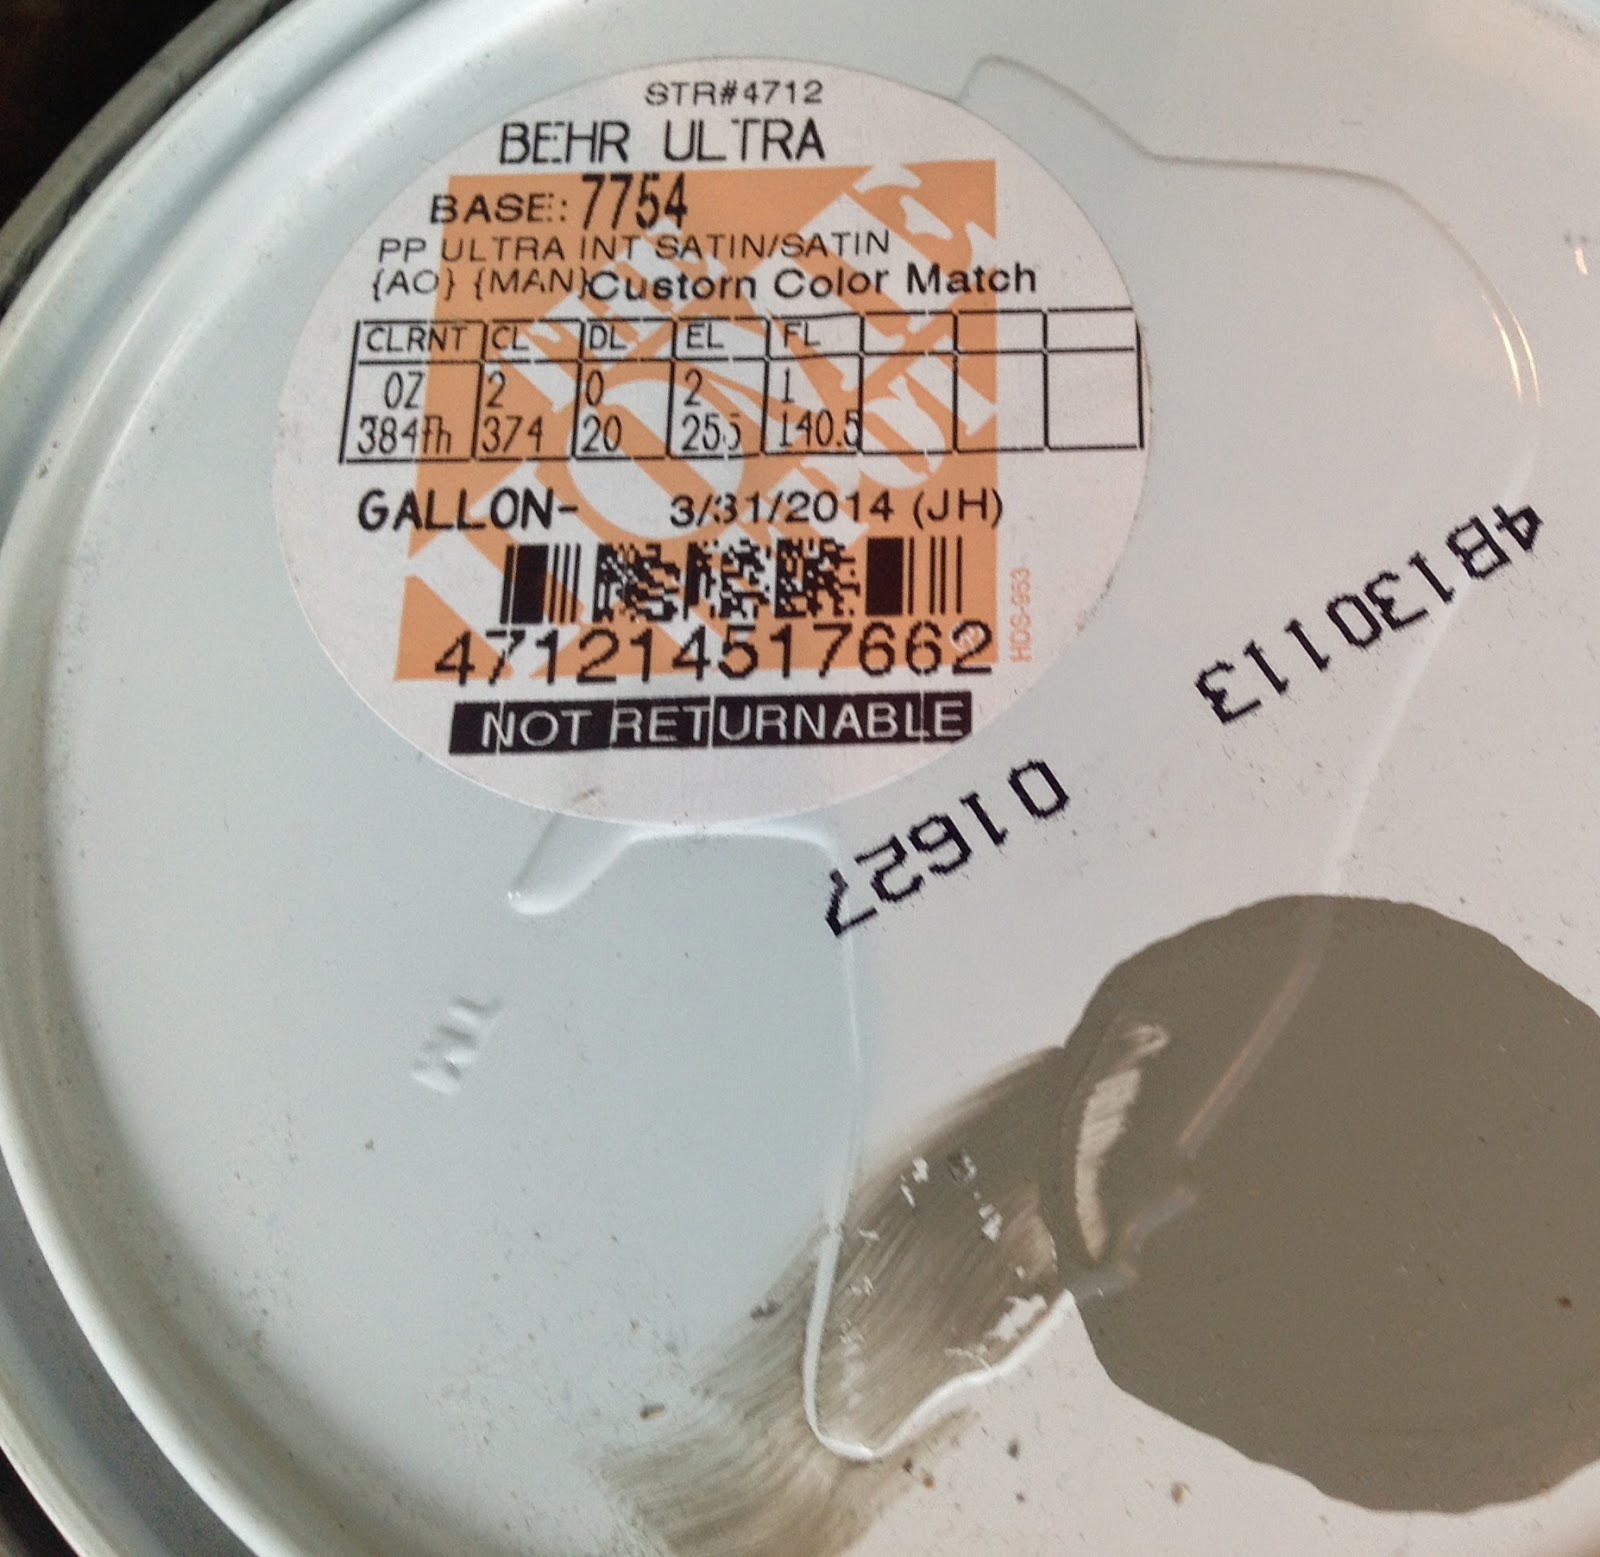 STR#4712
BEHR ULTRA
BASE: 7754
PP ULTRA INT SATIN/SATIN
{AO} {MAN}Custom Color Match
CLRNT CL DL EL FL
OZ 2 0 2 1
384fh 374 20 255 140.5
GALLON- 3/31/2014 (JH)
471214517662
HDS-953
NOT RETURNABLE
4B130113
01627